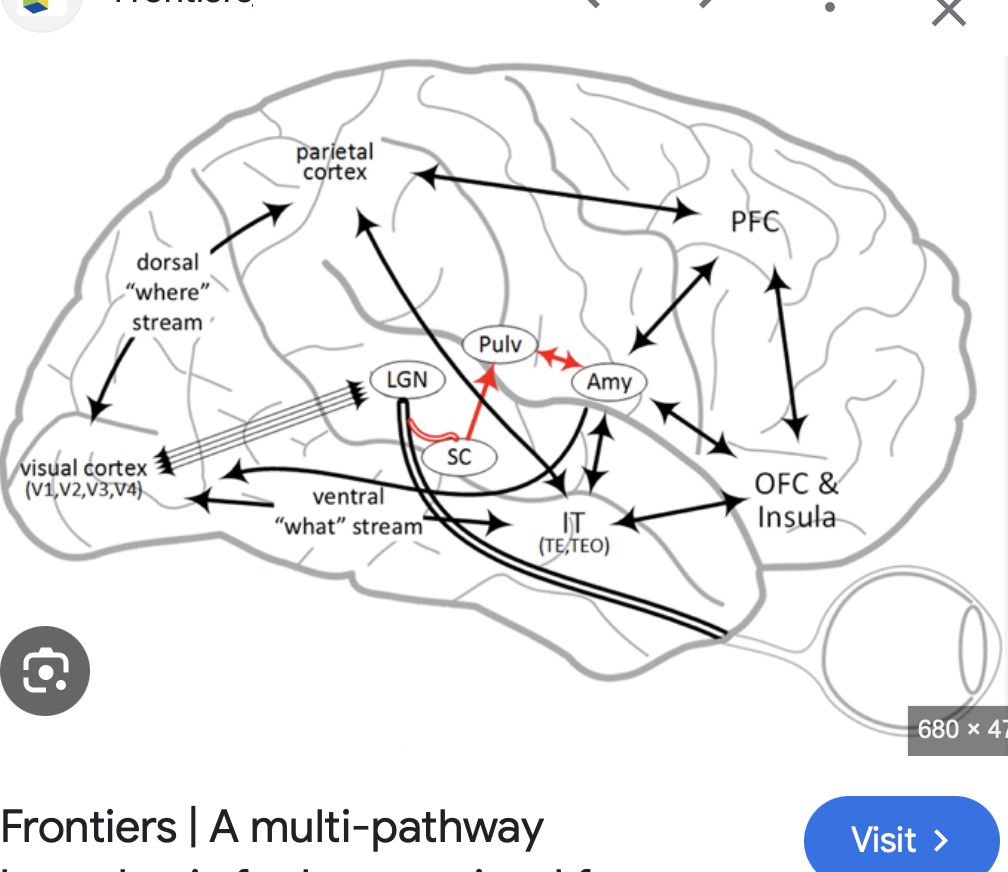 parietal
cortex
PFC
dorsal
“where”
stream
Pulv
LGN
Amy
SC
visual cortex
(V1,V2,V3,V4)
ventral
“what” stream
IT
(TE,TEO)
OFC &
Insula
680 × 47
Frontiers | A multi-pathway
Visit